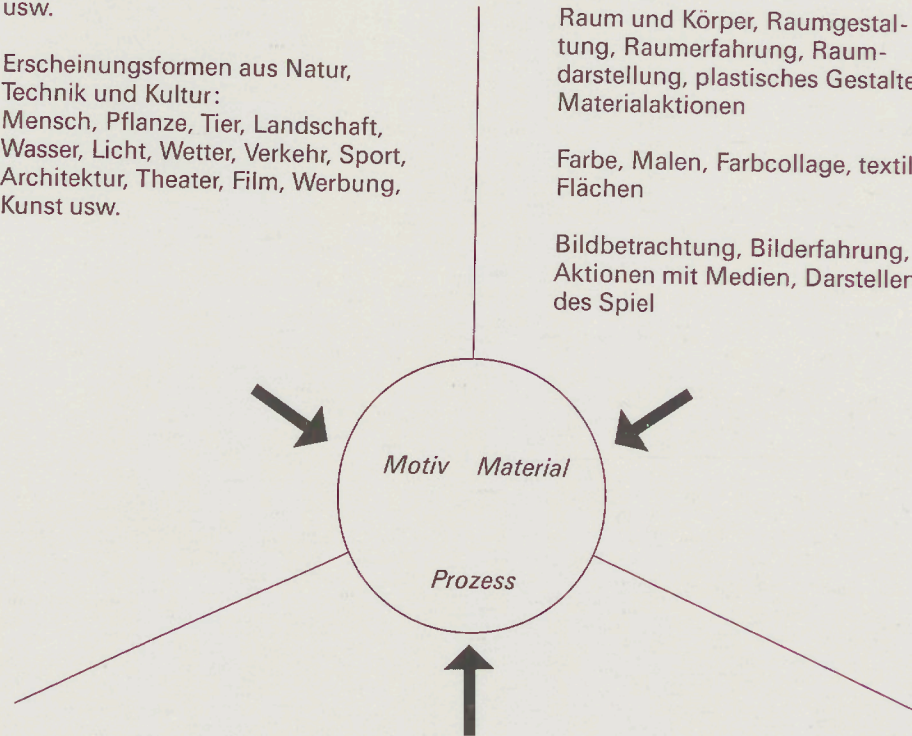 usw.
Erscheinungsformen aus Natur,
Technik und Kultur:
Mensch, Pflanze, Tier, Landschaft,
Wasser, Licht, Wetter, Verkehr, Sport,
Architektur, Theater, Film, Werbung,
Kunst usw.
Raum und Körper, Raumgestal-
tung, Raumerfahrung, Raum-
darstellung, plastisches Gestalte
Materialaktionen
Farbe, Malen, Farbcollage, textil
Flächen
Bildbetrachtung, Bilderfahrung,
Aktionen mit Medien, Darsteller
des Spiel
Motiv Material
Prozess